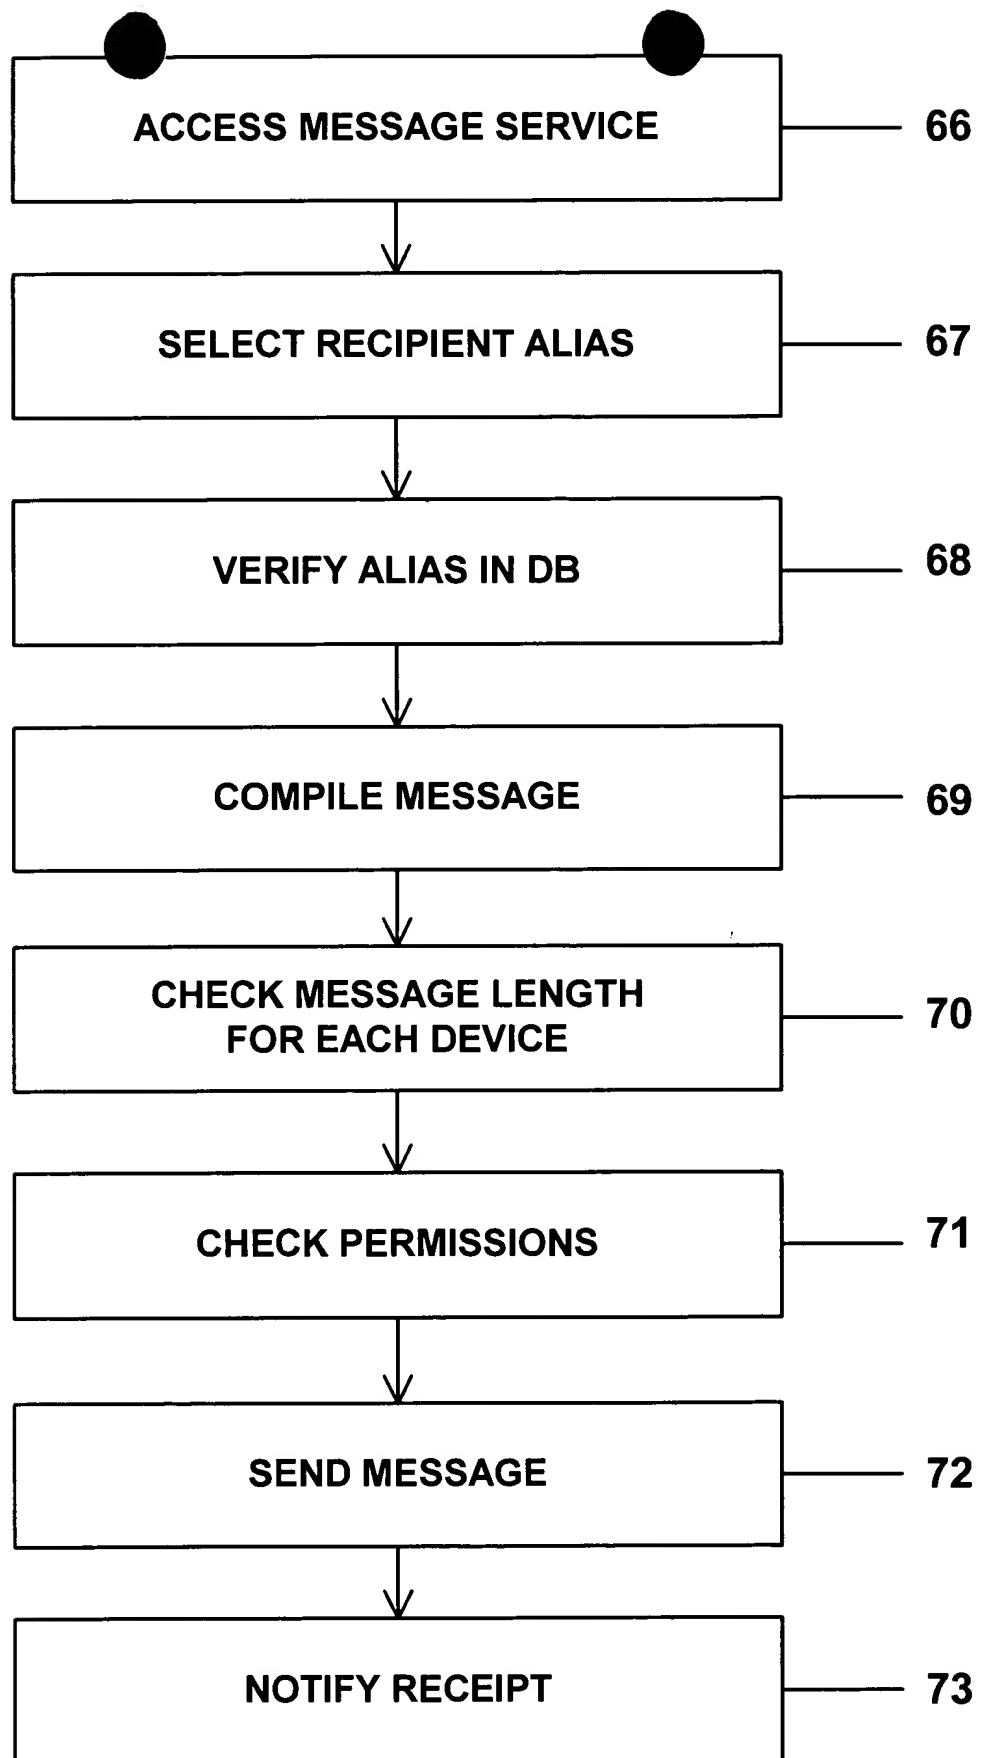 ACCESS MESSAGE SERVICE
66
SELECT RECIPIENT ALIAS
67
VERIFY ALIAS IN DB
68
COMPILE MESSAGE
69
CHECK MESSAGE LENGTH
FOR EACH DEVICE
70
CHECK PERMISSIONS
71
SEND MESSAGE
72
NOTIFY RECEIPT
73